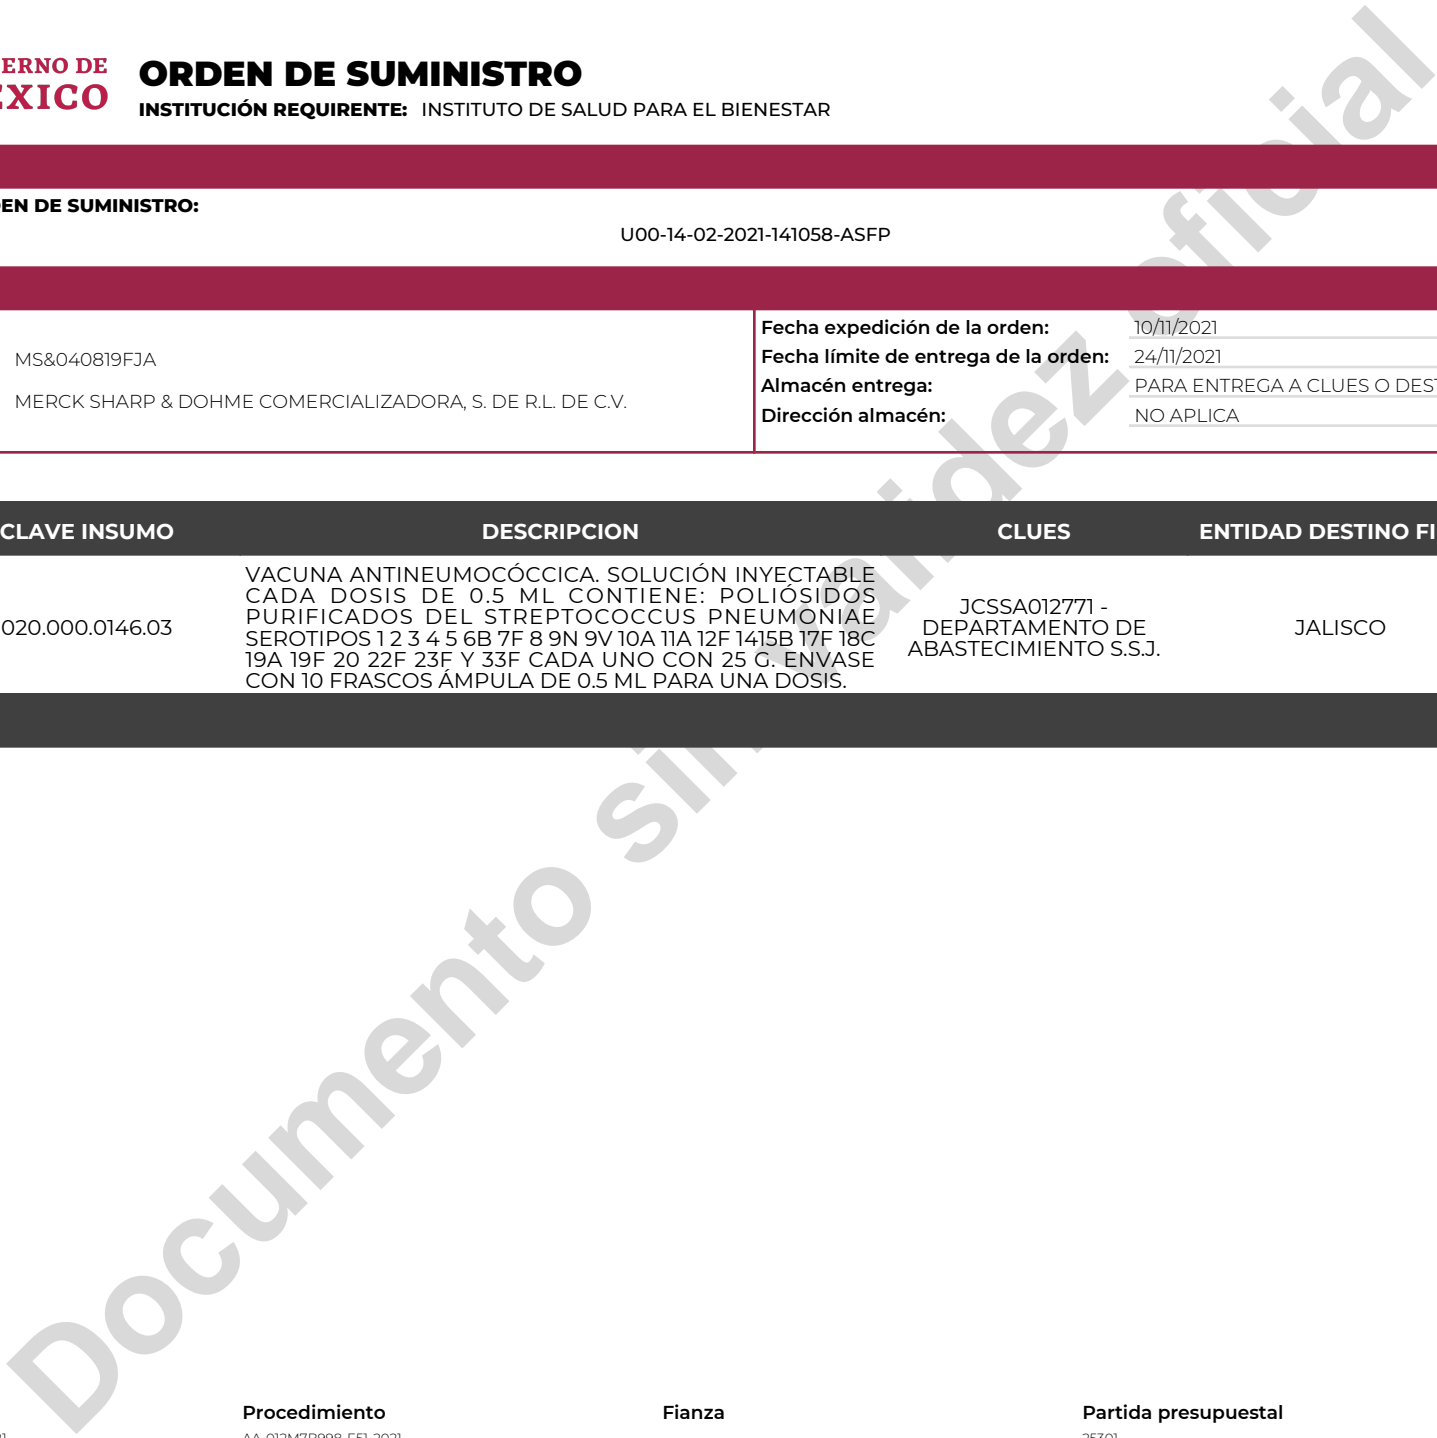 ERNO DE
EXICO
ORDEN DE SUMINISTRO
INSTITUCIÓN REQUIRENTE: INSTITUTO DE SALUD PARA EL BIENESTAR
EN DE SUMINISTRO:
U00-14-02-2021-141058-ASFP
MS&040819FJA
MERCK SHARP & DOHME COMERCIALIZADORA, S. DE R.L. DE C.V.
Fecha expedición de la orden: 10/11/2021
Fecha límite de entrega de la orden: 24/11/2021
Almacén entrega: PARA ENTREGA A CLUES O DEST
Dirección almacén: NO APLICA
CLAVE INSUMO DESCRIPCION CLUES ENTIDAD DESTINO FI
020.000.0146.03
VACUNA ANTINEUMOCÓCCICA. SOLUCIÓN INYECTABLE
CADA DOSIS DE 0.5 ML CONTIENE: POLIÓSIDOS
PURIFICADOS DEL STREPTOCOCCUS PNEUMONIAE
SEROTIPOS 1 2 3 4 5 6B 7F 8 9N 9V 10A 11A 12F 1415B 17F 18C
19A 19F 20 22F 23F Y 33F CADA UNO CON 25 G. ENVASE
CON 10 FRASCOS ÁMPULA DE 0.5 ML PARA UNA DOSIS.
JCSSA012771 -
DEPARTAMENTO DE
ABASTECIMIENTO S.S.J.
JALISCO
Documento sin validez oficial
Procedimiento Fianza Partida presupuestal